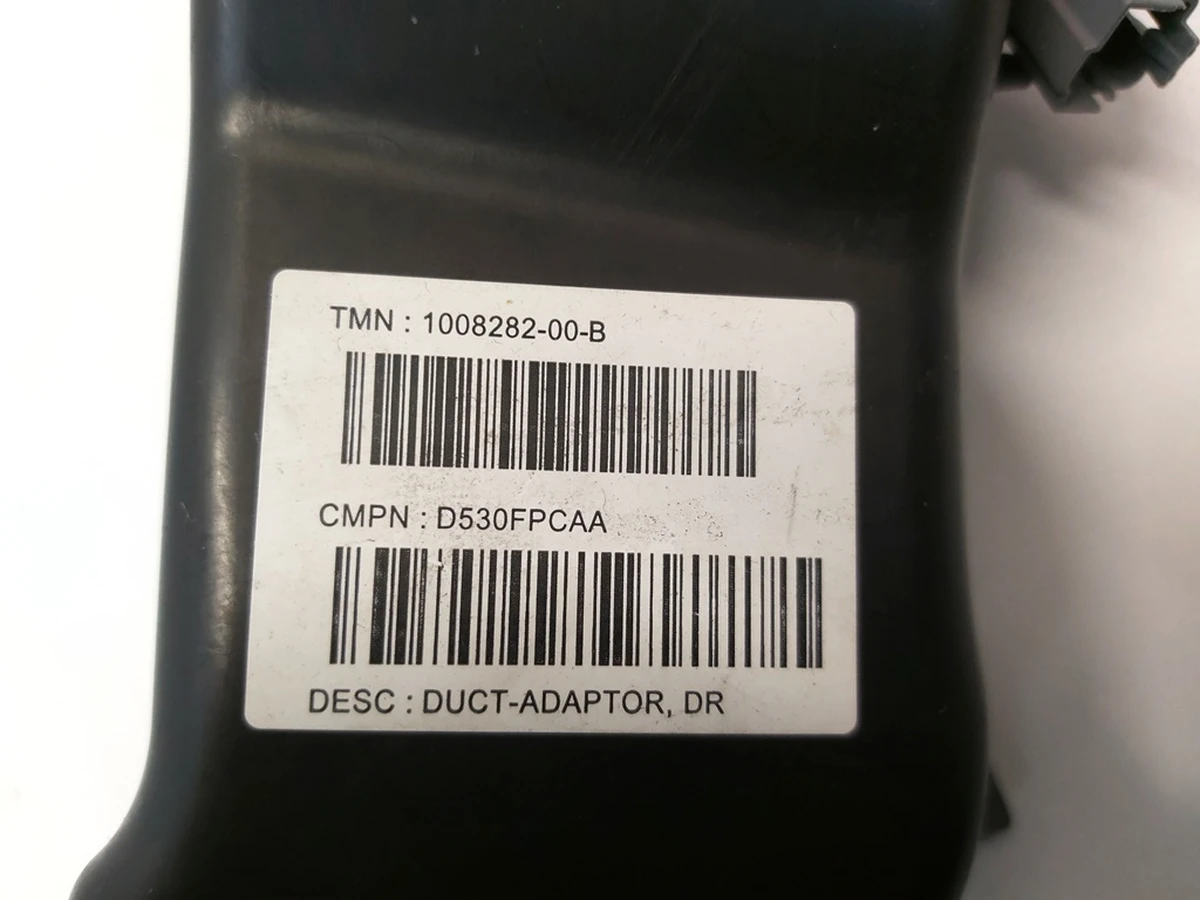 TMN : 1008282-00-B
CMPN : D530FPCAA
DESC : DUCT-ADAPTOR, DR